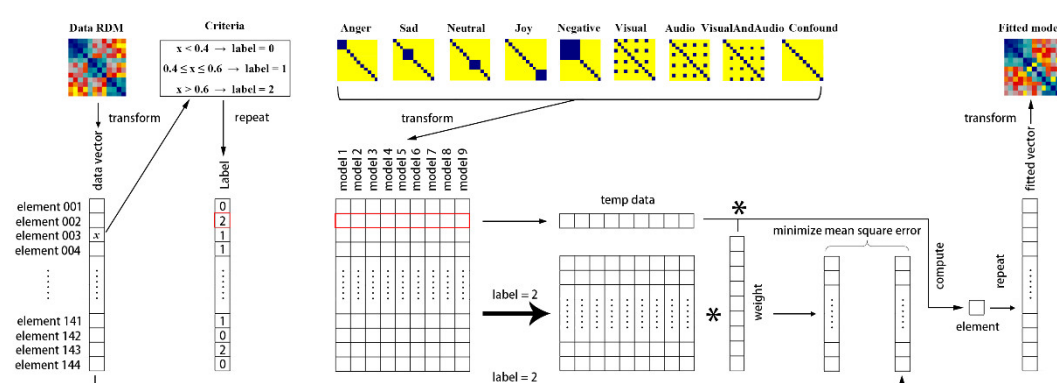 Data RDM
Criteria
x < 0.4 → label = 0
0.4 ≤ x ≤ 0.6 → label = 1
x > 0.6 → label = 2
Anger
Sad
Neutral
Joy
Negative
Visual
Audio
VisualAndAudio
Confound
Fitted model
transform
repeat
transform
transform
data vector
Label
model 1
model 2
model 3
model 4
model 5
model 6
model 7
model 8
model 9
fitted vector
element 001
element 002
element 003
element 004
element 141
element 142
element 143
element 144
x
0
2
1
1
1
0
2
0
temp data
*
minimize mean square error
label = 2
*
weight
compute
repeat
element
label = 2